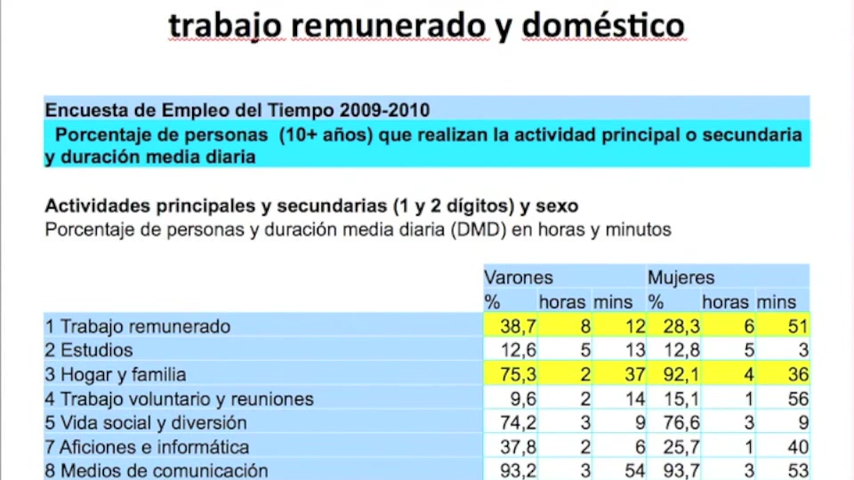 trabajo remunerado y doméstico
Encuesta de Empleo del Tiempo 2009-2010
Porcentaje de personas (10+ años) que realizan la actividad principal o secundaria
y duración media diaria
Actividades principales y secundarias (1 y 2 dígitos) y sexo
Porcentaje de personas y duración media diaria (DMD) en horas y minutos
Varones Mujeres
% horas mins % horas mins
1 Trabajo remunerado 38,7 8 12 28,3 6 51
2 Estudios 12,6 5 13 12,8 5 3
3 Hogar y familia 75,3 2 37 92,1 4 36
4 Trabajo voluntario y reuniones 9,6 2 14 15,1 1 56
5 Vida social y diversión 74,2 3 9 76,6 3 9
7 Aficiones e informática 37,8 2 6 25,7 1 40
8 Medios de comunicación 93,2 3 54 93,7 3 53